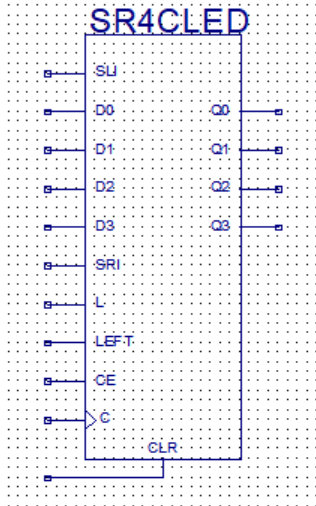 SR4CLED
SLI
D0 Q0
D1 Q1
D2 Q2
D3 Q3
SRI
L
LEFT
CE
C
CLR